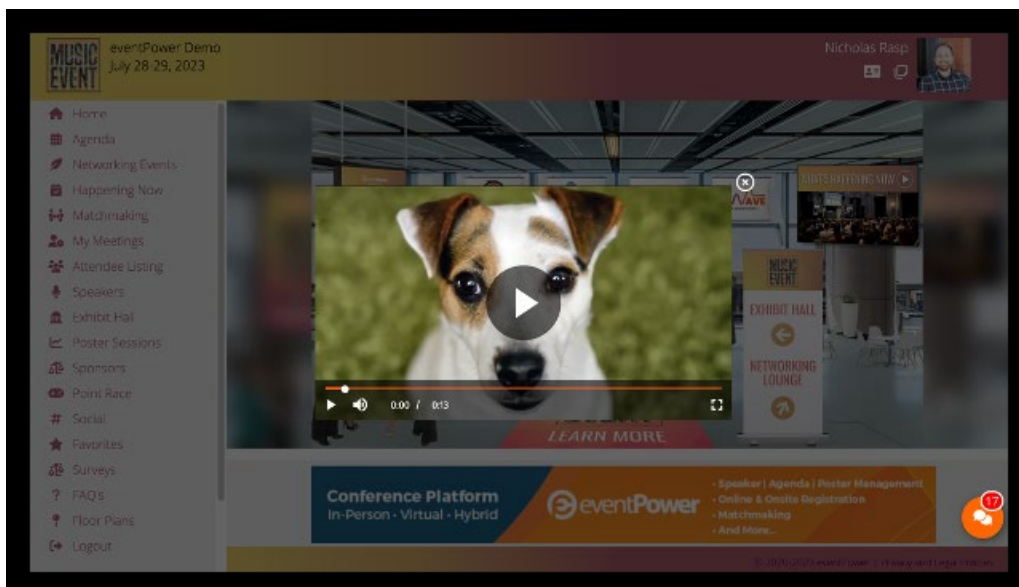 MUSIC
EVENT
eventPower Demo
July 28-29, 2023
Nicholas Rasp
Home
Agenda
Networking Events
Happening Now
Matchmaking
My Meetings
Attendee Listing
Speakers
Exhibit Hall
Poster Sessions
Sponsors
Point Race
# Social
Favorites
Surveys
? FAQ's
Floor Plans
Logout
WHAT'S HAPPENING NOW
WAVE
MUSIC
EVENT
EXHIBIT HALL
NETWORKING
LOUNGE
0:00 / 0:13
LEARN MORE
Conference Platform
In-Person - Virtual - Hybrid
eventPower
· Speaker | Agenda | Poster Management
· Online & Onsite Registration
· Matchmaking
· And More...
17